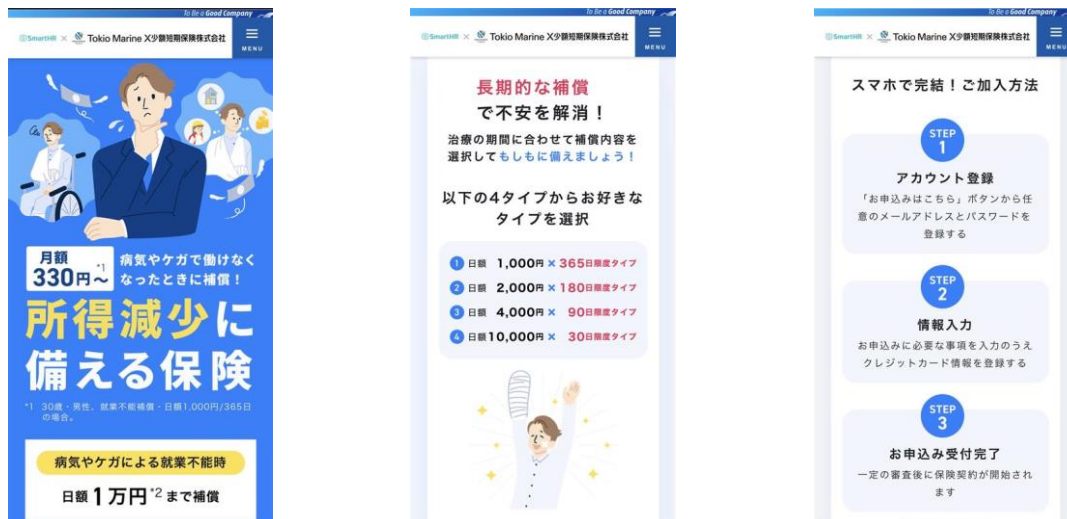 To Be a Good Company
SmartHR × Tokio Marine X少額短期保険株式会社
MENU
月額
330円～ *1
病気やケガで働けなく
なったときに補償！
所得減少に
備える保険
*1 30歳・男性、就業不能補償・日額1,000円/365日
の場合。
病気やケガによる就業不能時
日額1万円*2まで補償
To Be a Good Company
SmartHR × Tokio Marine X少額短期保険株式会社
MENU
長期的な補償
で不安を解消！
治療の期間に合わせて補償内容を
選択してもしもに備えましょう！
以下の4タイプからお好きな
タイプを選択
1 日額 1,000円 × 365日限度タイプ
2 日額 2,000円 × 180日限度タイプ
3 日額 4,000円 × 90日限度タイプ
4 日額 10,000円 × 30日限度タイプ
To Be a Good Company
SmartHR × Tokio Marine X少額短期保険株式会社
MENU
スマホで完結！ご加入方法
STEP
1
アカウント登録
「お申込みはこちら」ボタンから任
意のメールアドレスとパスワードを
登録する
STEP
2
情報入力
お申込みに必要な事項を入力のうえ
クレジットカード情報を登録する
STEP
3
お申込み受付完了
一定の審査後に保険契約が開始され
ます